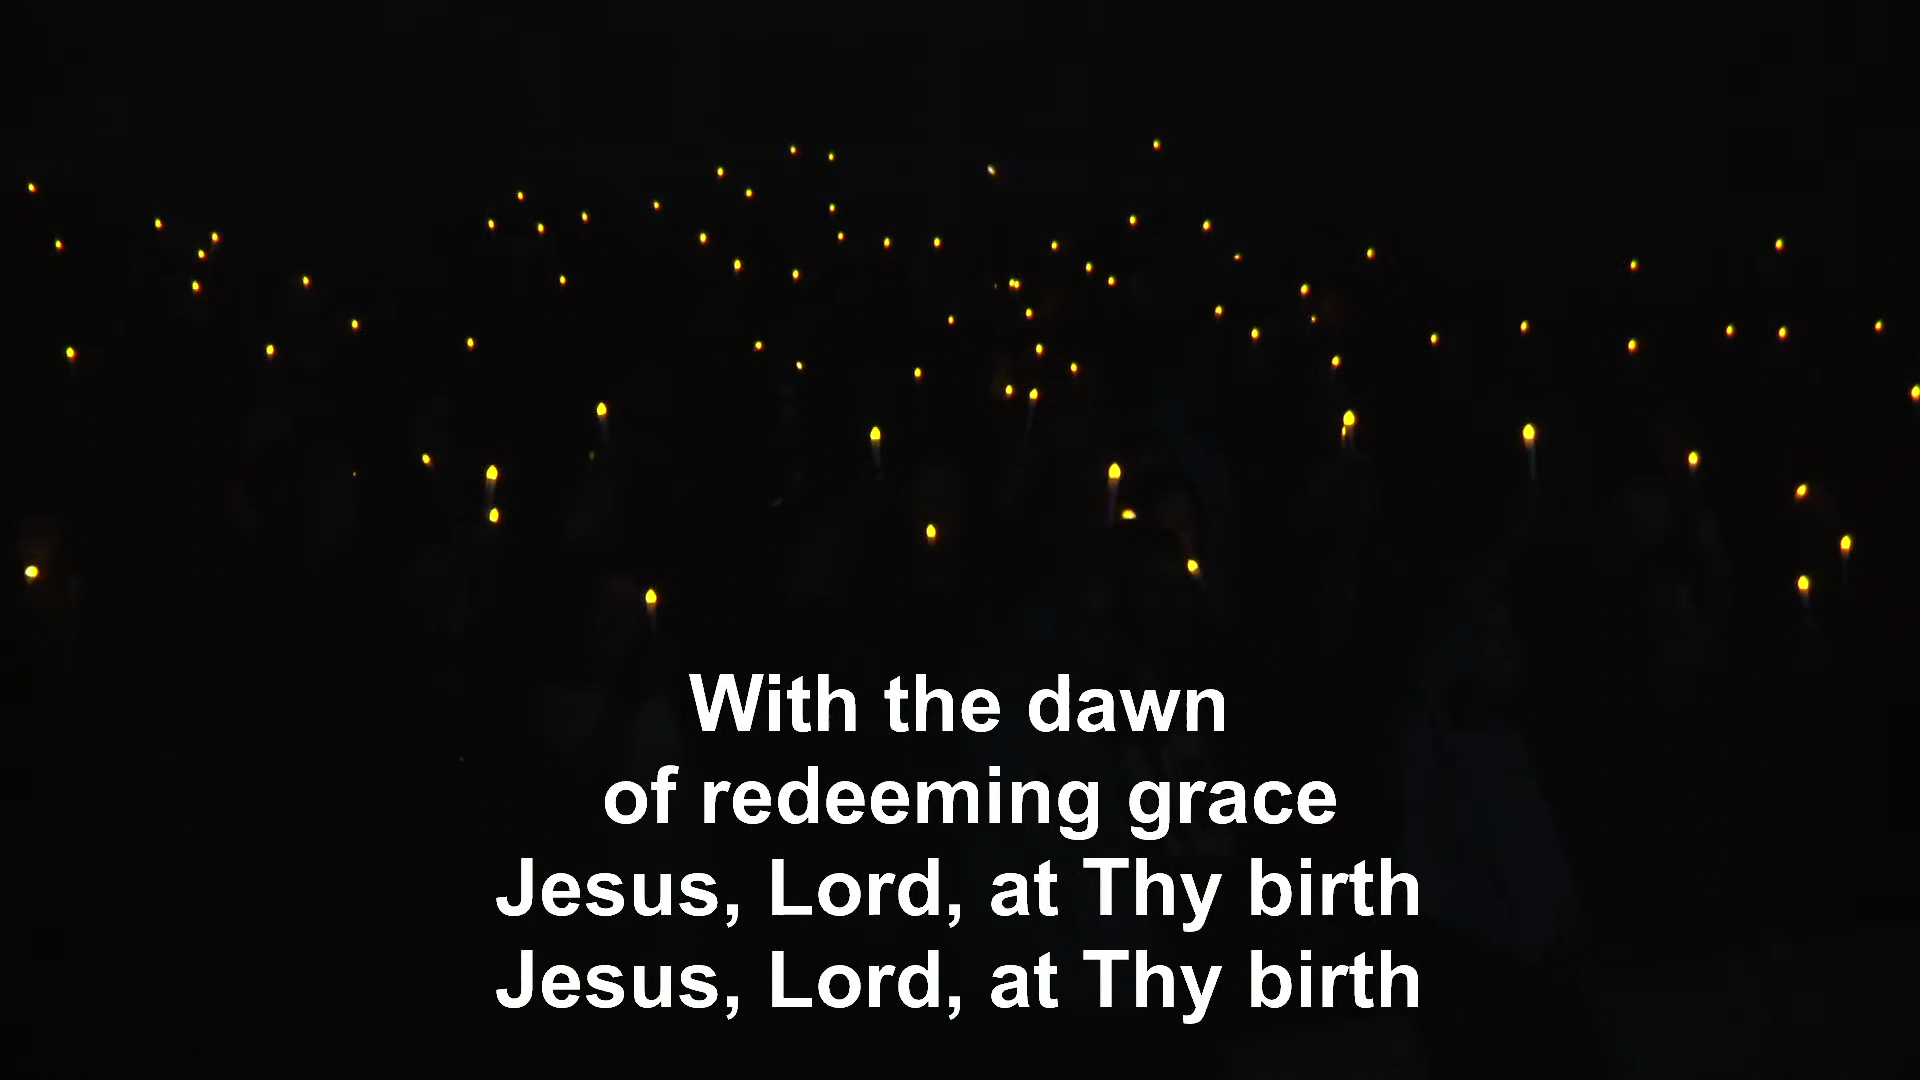 With the dawn
of redeeming grace
Jesus, Lord, at Thy birth
Jesus, Lord, at Thy birth